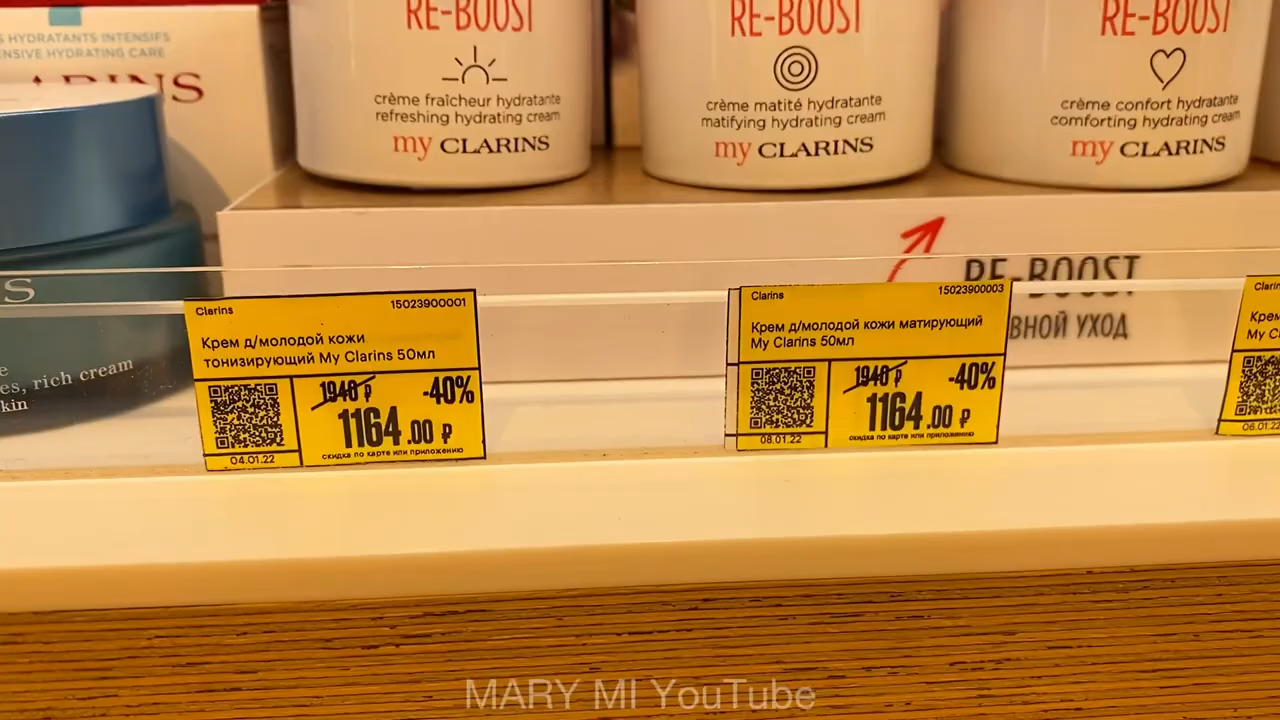 S HYDRATANTS INTENSIFS
ENSIVE HYDRATING CARE
CLARINS
RE-BOOST
crème fraîcheur hydratante
refreshing hydrating cream
my CLARINS
RE-BOOST
crème matité hydratante
matifying hydrating cream
my CLARINS
RE-BOOST
crème confort hydratante
comforting hydrating cream
my CLARINS
S
es, rich cream
kin
RE-BOOST
ВНОЙ УХОД
Clarins 15023900001
Крем д/молодой кожи
тонизирующий My Clarins 50мл
1940 ₽ -40%
1164.00 ₽
04.01.22 скидка по карте или приложению
Clarins 15023900003
Крем д/молодой кожи матирующий
My Clarins 50мл
1940 ₽ -40%
1164.00 ₽
08.01.22 скидка по карте или приложению
06.01.22
MARY MI YouTube